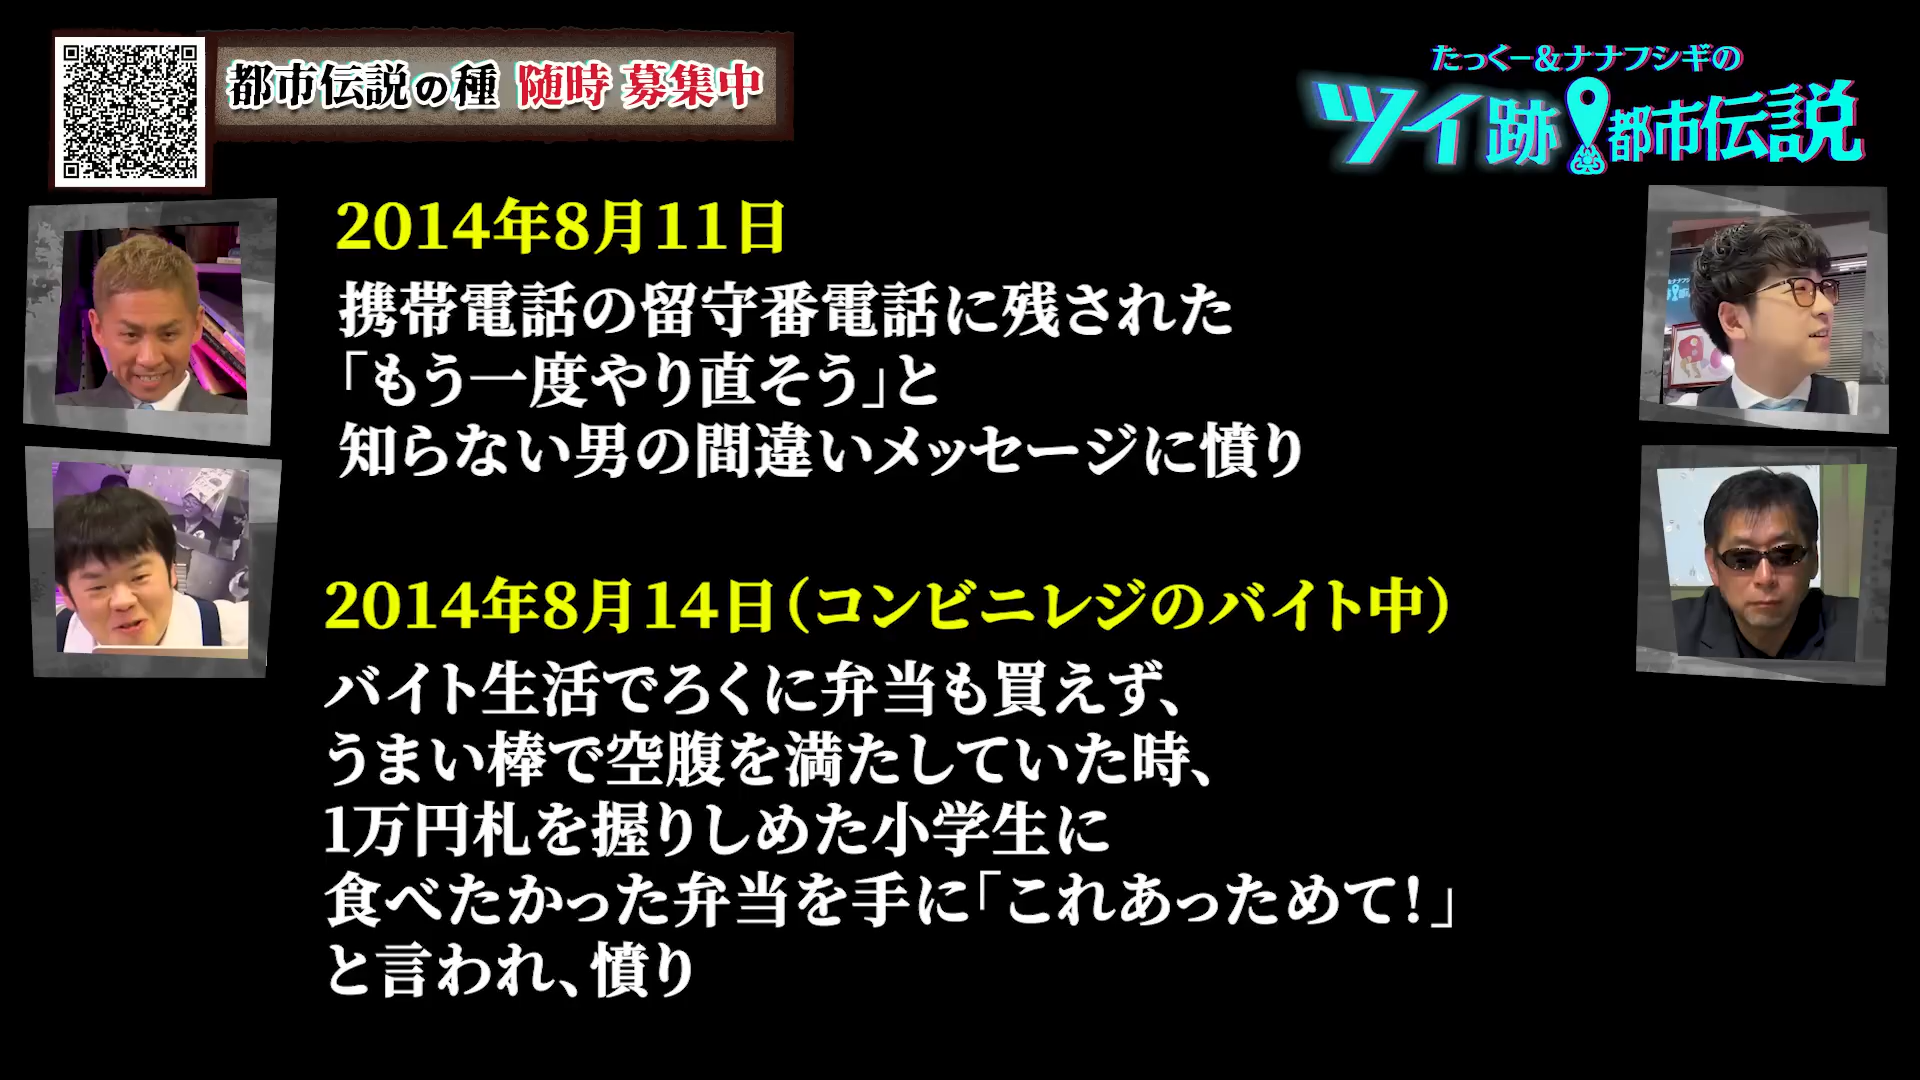 都市伝説の種 随時 募集中
たっくー&ナナフシギの
ツイ跡都市伝説
2014年8月11日
携帯電話の留守番電話に残された
「もう一度やり直そう」と
知らない男の間違いメッセージに憤り
2014年8月14日(コンビニレジのバイト中)
バイト生活でろくに弁当も買えず、
うまい棒で空腹を満たしていた時、
1万円札を握りしめた小学生に
食べたかった弁当を手に「これあっためて!」
と言われ、憤り